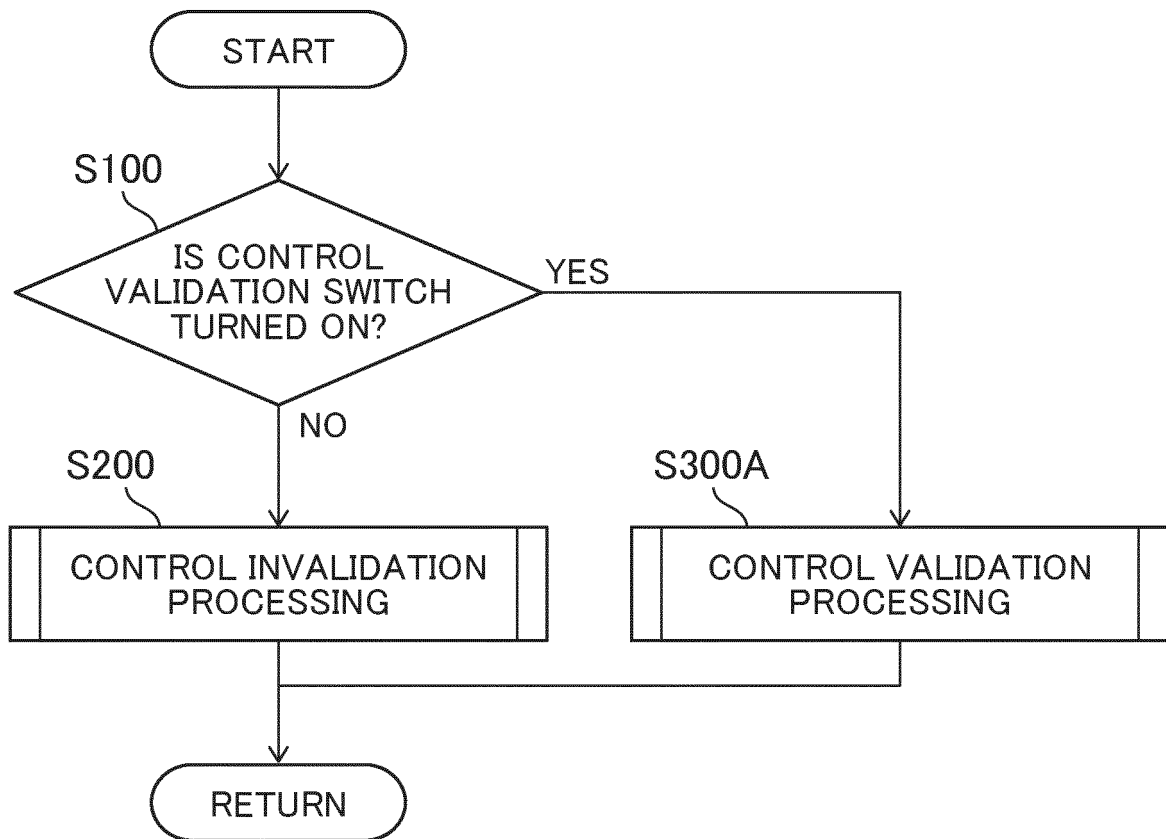 START
S100
IS CONTROL
VALIDATION SWITCH
TURNED ON?
YES
NO
S200
S300A
CONTROL INVALIDATION
PROCESSING
CONTROL VALIDATION
PROCESSING
RETURN